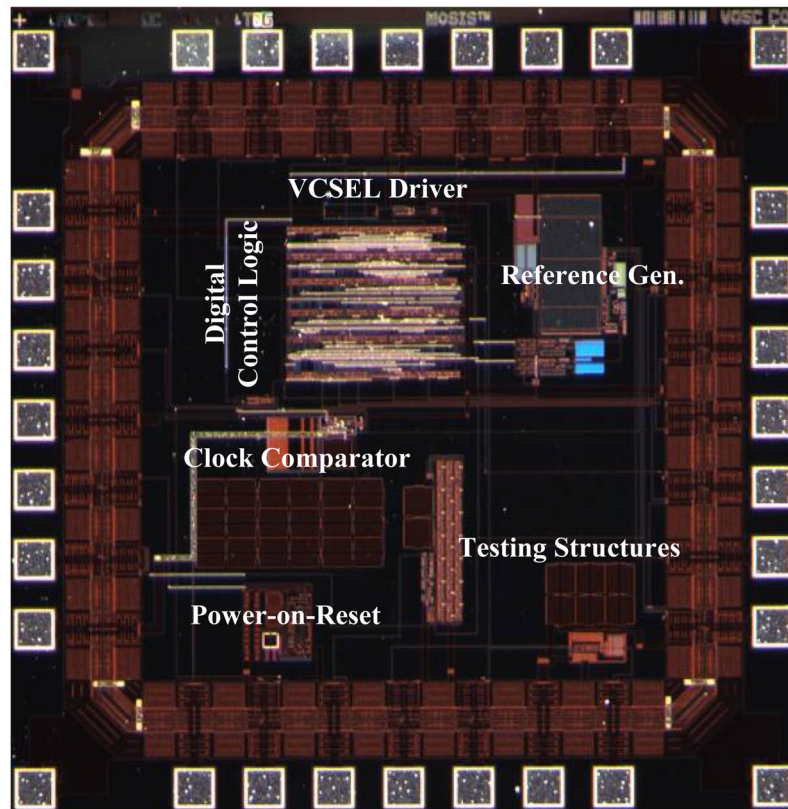 MOSIS™
VCSEL Driver
Digital
Control Logic
Reference Gen.
Clock Comparator
Testing Structures
Power-on-Reset